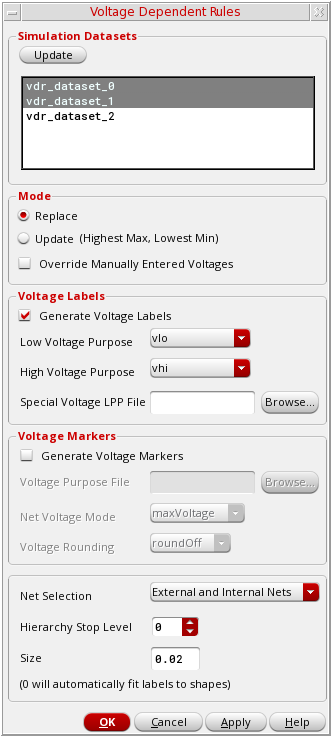 Voltage Dependent Rules
Simulation Datasets
Update
vdr_dataset_0
vdr_dataset_1
vdr_dataset_2
Mode
Replace
Update (Highest Max, Lowest Min)
Override Manually Entered Voltages
Voltage Labels
Generate Voltage Labels
Low Voltage Purpose vlo
High Voltage Purpose vhi
Special Voltage LPP File Browse...
Voltage Markers
Generate Voltage Markers
Voltage Purpose File Browse...
Net Voltage Mode maxVoltage
Voltage Rounding roundOff
Net Selection External and Internal Nets
Hierarchy Stop Level 0
Size 0.02
(0 will automatically fit labels to shapes)
OK Cancel Apply Help